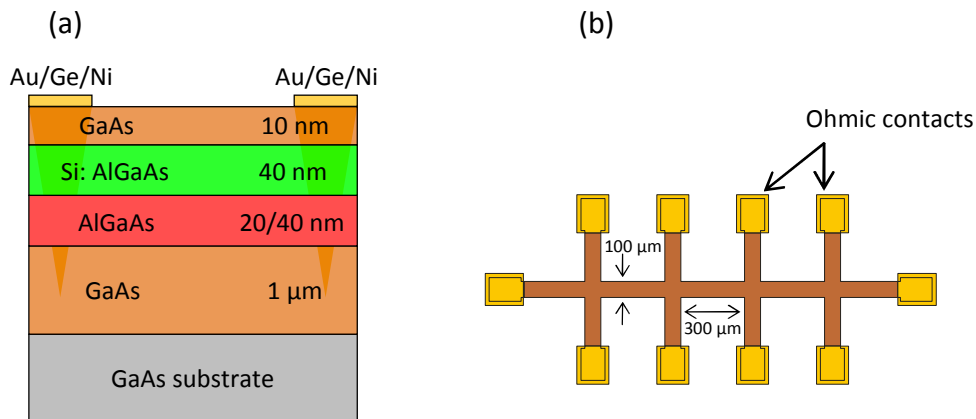 (a)
Au/Ge/Ni Au/Ge/Ni
GaAs 10 nm
Si: AlGaAs 40 nm
AlGaAs 20/40 nm
GaAs 1 µm
GaAs substrate
(b)
Ohmic contacts
100 µm
300 µm